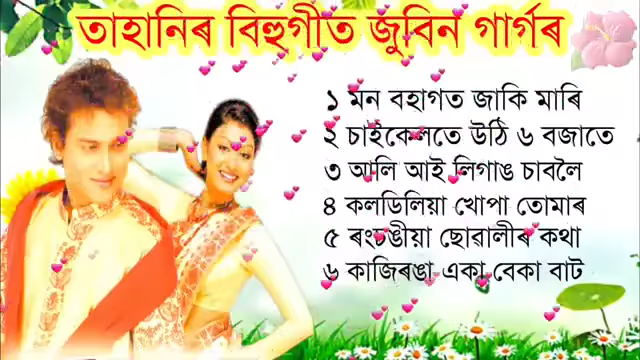 তাহানিৰ বিহুগীত জুবিন গাৰ্গৰ
১ মন বহাগত জাকি মাৰি
২ চাইকেলতে উঠি ৬ বজাতে
৩ আলি আই লিগাঙ চাবলৈ
৪ কলডিলিয়া খোপা তোমাৰ
৫ ৰংচঙীয়া ছোৱালীৰ কথা
৬ কাজিৰঙা একা বেকা বাট